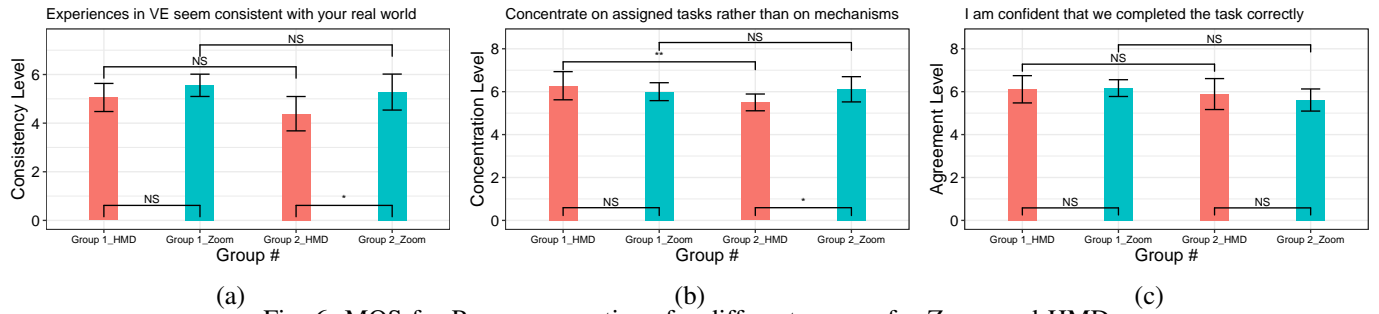 Experiences in VE seem consistent with your real world
NS
NS
NS
*
Consistency Level
6
4
2
0
Group 1_HMD Group 1_Zoom Group 2_HMD Group 2_Zoom
Group #
(a)
Concentrate on assigned tasks rather than on mechanisms
NS
**
NS
*
Concentration Level
8
6
4
2
0
Group 1_HMD Group 1_Zoom Group 2_HMD Group 2_Zoom
Group #
(b)
I am confident that we completed the task correctly
NS
NS
NS
NS
Agreement Level
8
6
4
2
0
Group 1_HMD Group 1_Zoom Group 2_HMD Group 2_Zoom
Group #
(c)